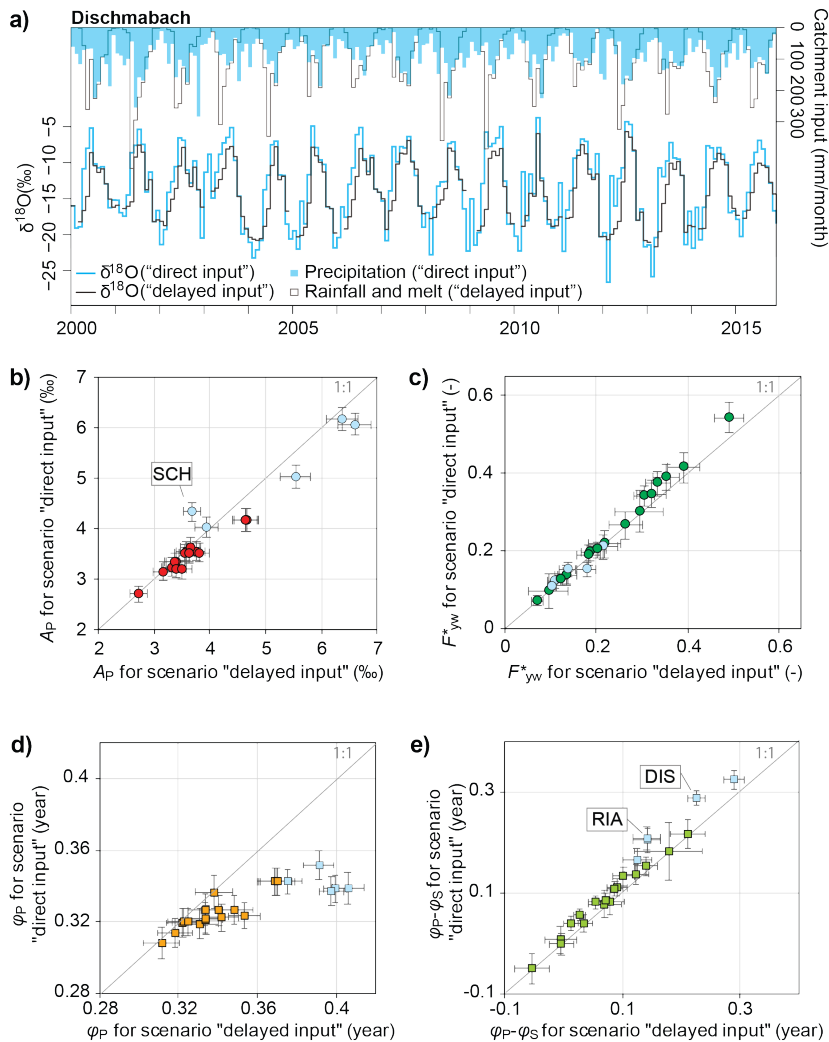 a)
Dischmabach
0
100
200
300
Catchment input (mm/month)
−5
−10
−15
−20
−25
δ18O(‰)
δ18O(“direct input”)
Precipitation (“direct input”)
δ18O(“delayed input”)
Rainfall and melt (“delayed input”)
2000 2005 2010 2015
b)
7
6
5
4
3
2
AP for scenario "direct input" (‰)
1:1
SCH
2 3 4 5 6 7
AP for scenario "delayed input" (‰)
c)
0.6
0.4
0.2
0
F*yw for scenario "direct input" (-)
1:1
0 0.2 0.4 0.6
F*yw for scenario "delayed input" (-)
d)
0.4
0.36
0.32
0.28
φP for scenario
"direct input" (year)
1:1
0.28 0.32 0.36 0.4
φP for scenario "delayed input" (year)
e)
0.3
0.1
-0.1
φP-φS for scenario
"direct input" (year)
1:1
DIS
RIA
-0.1 0.1 0.3
φP-φS for scenario "delayed input" (year)